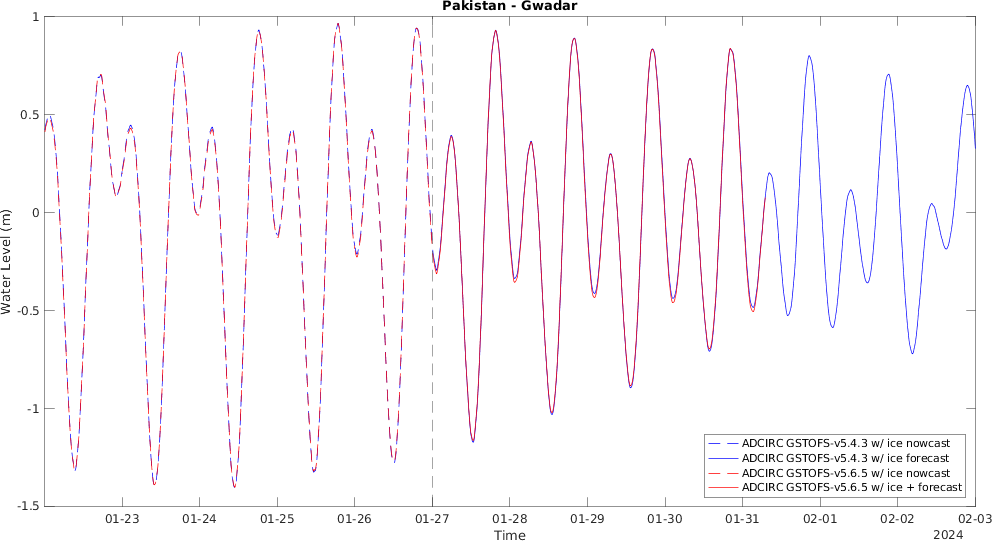 Pakistan - Gwadar
Water Level (m)
1
0.5
0
-0.5
-1
-1.5
ADCIRC GSTOFS-v5.4.3 w/ ice nowcast
ADCIRC GSTOFS-v5.4.3 w/ ice forecast
ADCIRC GSTOFS-v5.6.5 w/ ice nowcast
ADCIRC GSTOFS-v5.6.5 w/ ice + forecast
01-23 01-24 01-25 01-26 01-27 01-28 01-29 01-30 01-31 02-01 02-02 02-03
Time
2024